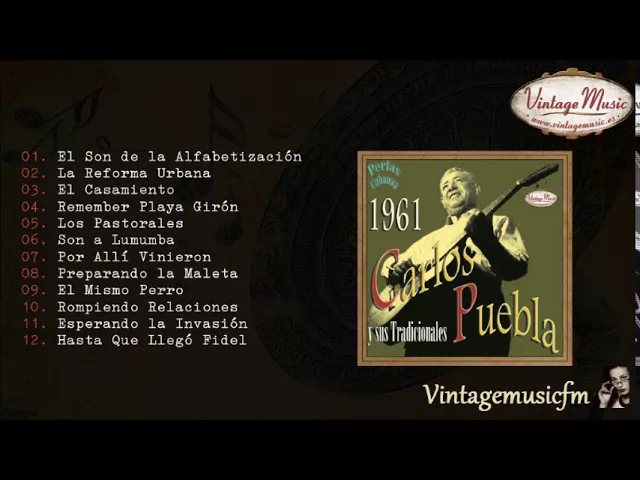 Vintage Music
www.vintagemusic.es
01. El Son de la Alfabetización
02. La Reforma Urbana
03. El Casamiento
04. Remember Playa Girón
05. Los Pastorales
06. Son a Lumumba
07. Por Allí Vinieron
08. Preparando la Maleta
09. El Mismo Perro
10. Rompiendo Relaciones
11. Esperando la Invasión
12. Hasta Que Llegó Fidel
Perlas
Cubanas
Vintage Music
1961
Carlos
Puebla
y sus Tradicionales
Vintagemusicfm